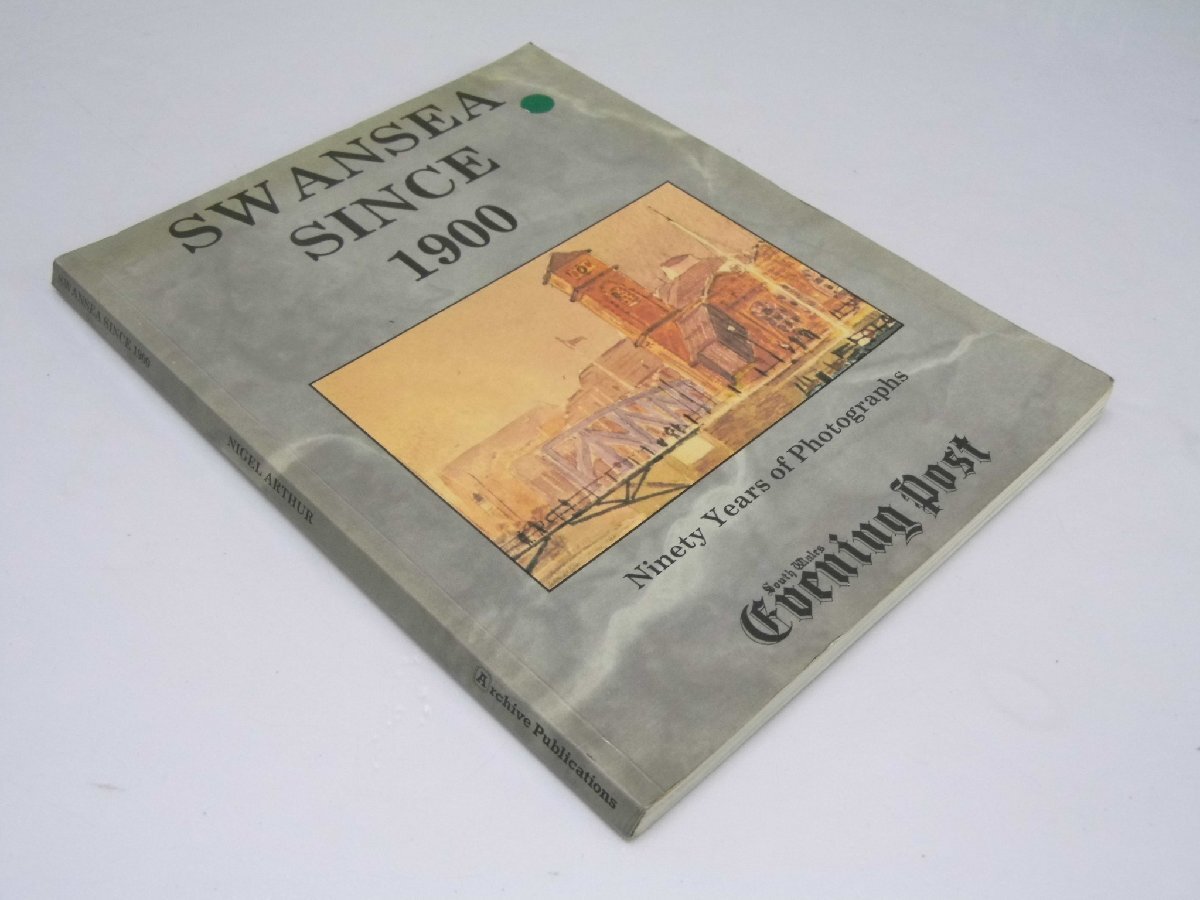 SWANSEA
SINCE
1900
Ninety Years of Photographs
South Wales
Evening Post
SWANSEA SINCE 1900
NIGEL ARTHUR
Archive Publications